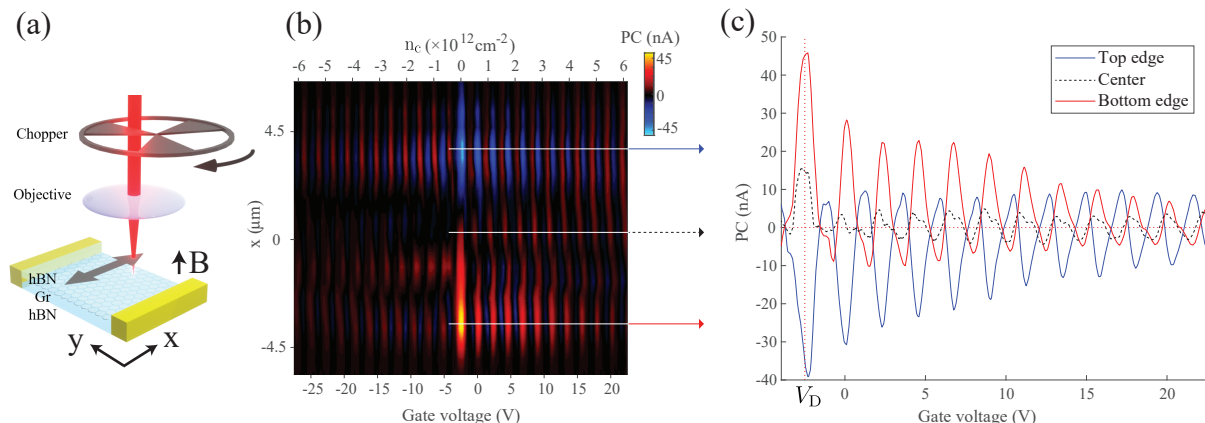 (a)
Chopper
Objective
B
hBN
Gr
hBN
y
x
(b)
n_c (×10^12 cm^-2)
-6 -5 -4 -3 -2 -1 0 1 2 3 4 5 6
PC (nA)
45
0
-45
4.5
0
-4.5
x (μm)
-25 -20 -15 -10 -5 0 5 10 15 20
Gate voltage (V)
(c)
50
40
30
20
10
0
-10
-20
-30
-40
PC (nA)
Top edge
Center
Bottom edge
V_D
0 5 10 15 20
Gate voltage (V)